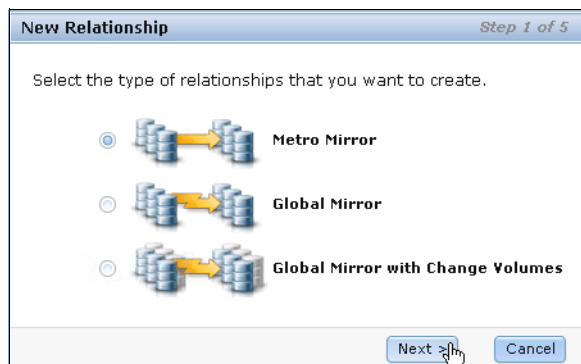 New Relationship Step 1 of 5
Select the type of relationships that you want to create.
Metro Mirror
Global Mirror
Global Mirror with Change Volumes
Next > Cancel